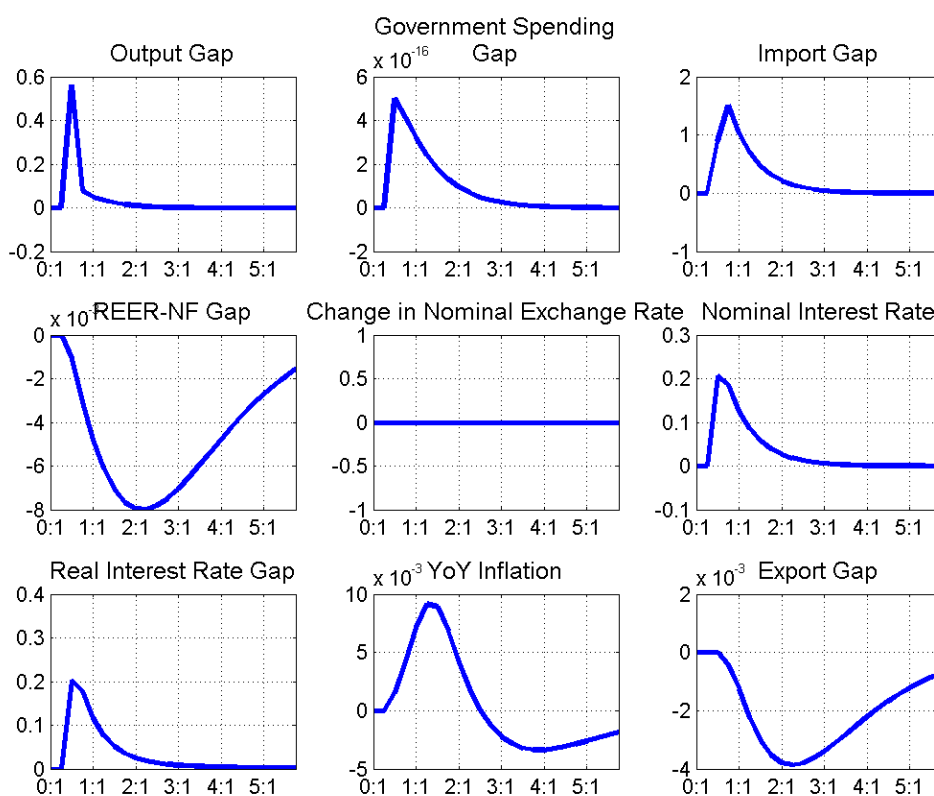 Output Gap
0.6
0.4
0.2
0
-0.2
0:1 1:1 2:1 3:1 4:1 5:1
Government Spending
Gap
x 10^-16
6
4
2
0
-2
0:1 1:1 2:1 3:1 4:1 5:1
Import Gap
2
1
0
-1
0:1 1:1 2:1 3:1 4:1 5:1
x 10
REER-NF Gap
0
-2
-4
-6
-8
0:1 1:1 2:1 3:1 4:1 5:1
Change in Nominal Exchange Rate
1
0.5
0
-0.5
-1
0:1 1:1 2:1 3:1 4:1 5:1
Nominal Interest Rate
0.3
0.2
0.1
0
-0.1
0:1 1:1 2:1 3:1 4:1 5:1
Real Interest Rate Gap
0.4
0.3
0.2
0.1
0
0:1 1:1 2:1 3:1 4:1 5:1
x 10^-3
YoY Inflation
10
5
0
-5
0:1 1:1 2:1 3:1 4:1 5:1
x 10^-3
Export Gap
2
0
-2
-4
0:1 1:1 2:1 3:1 4:1 5:1